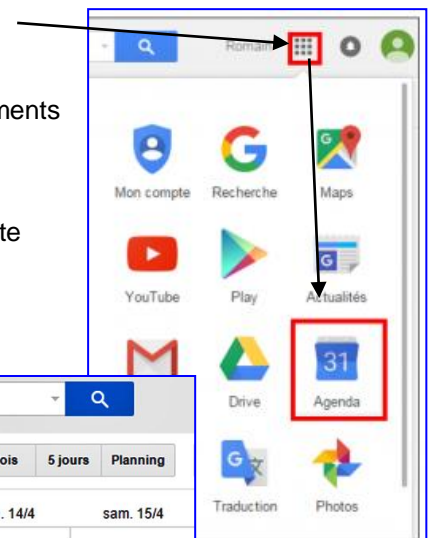 Romain
ments
Mon compte Recherche Maps
te
G
YouTube Play Actualités
31
Drive Agenda
ois 5 jours Planning
G 文
. 14/4 sam. 15/4
Traduction Photos